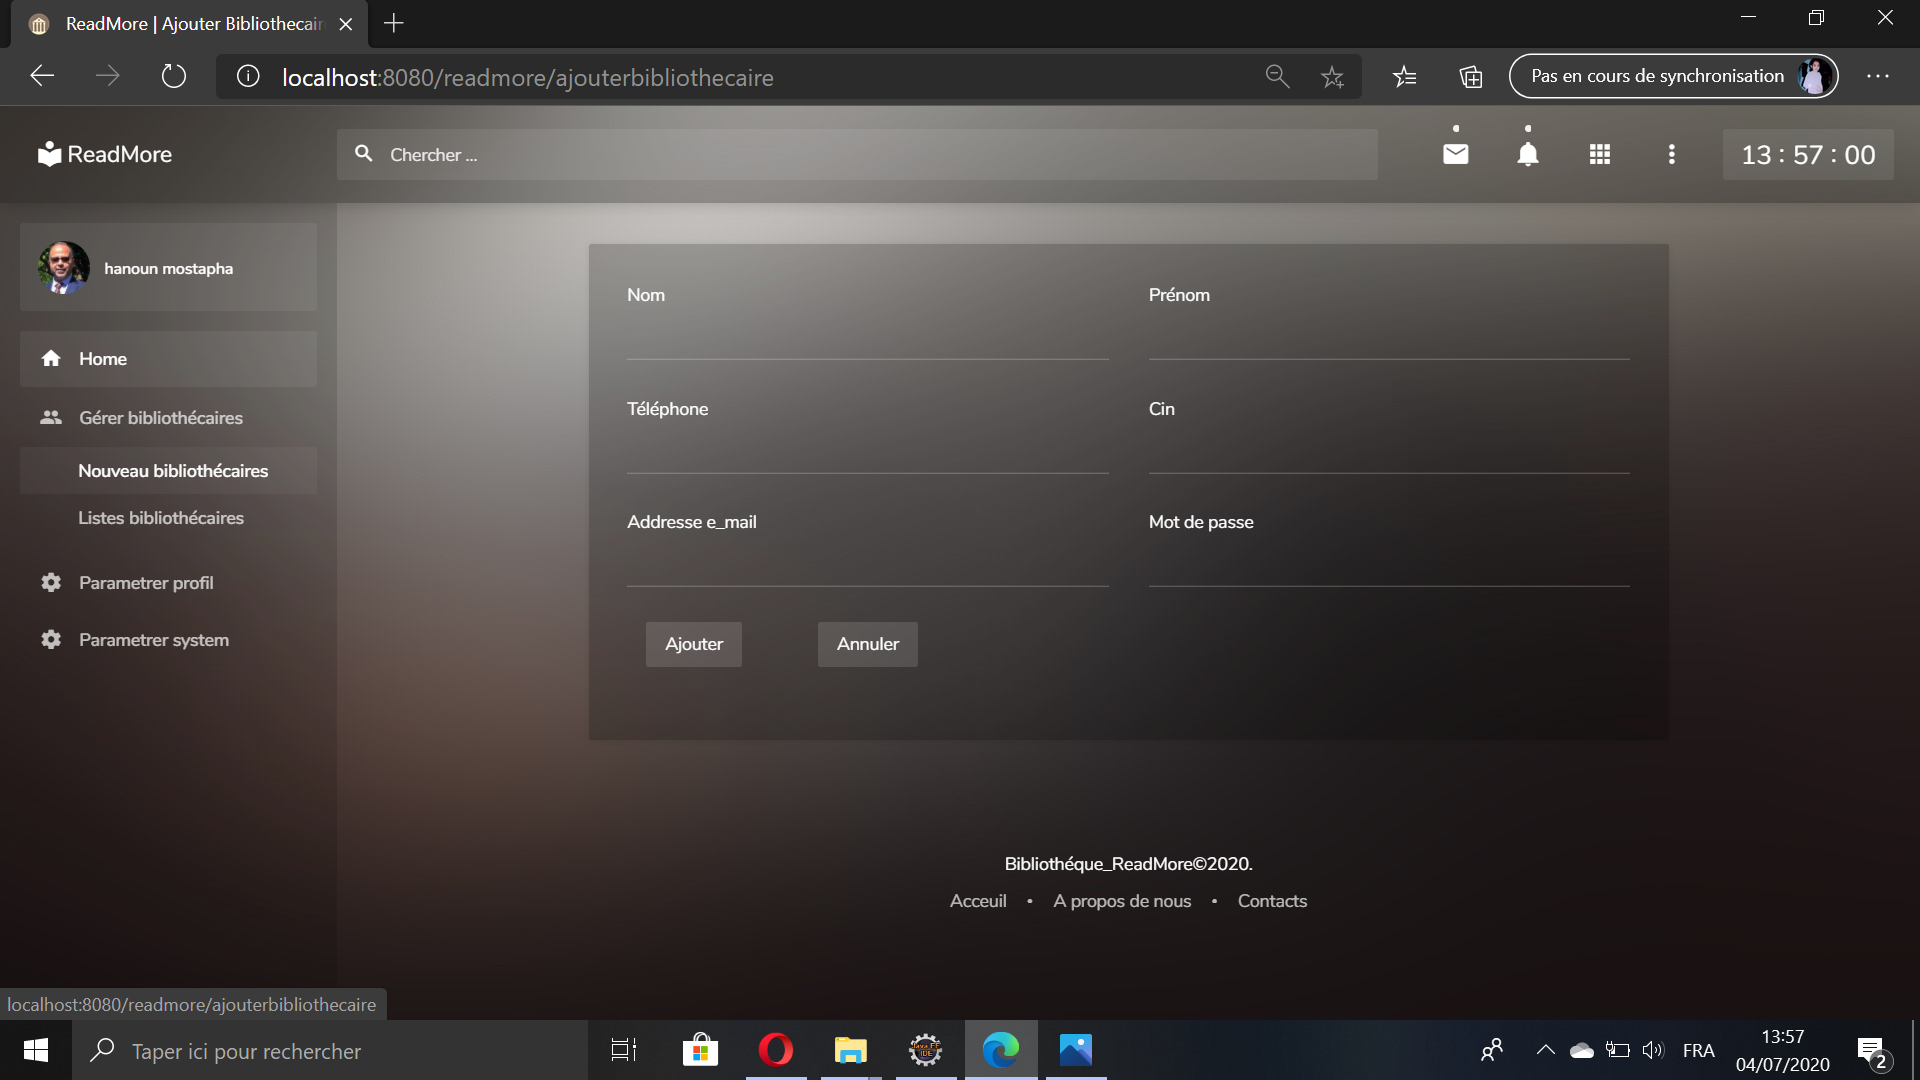 ReadMore | Ajouter Bibliothecair
localhost:8080/readmore/ajouterbibliothecaire
Pas en cours de synchronisation
ReadMore
Chercher ...
13 : 57 : 00
hanoun mostapha
Home
Gérer bibliothécaires
Nouveau bibliothécaires
Listes bibliothécaires
Parametrer profil
Parametrer system
Nom
Prénom
Téléphone
Cin
Addresse e_mail
Mot de passe
Ajouter
Annuler
Bibliothéque_ReadMore©2020.
Acceuil • A propos de nous • Contacts
localhost:8080/readmore/ajouterbibliothecaire
Taper ici pour rechercher
Java EE
IDE
FRA
13:57
04/07/2020
2